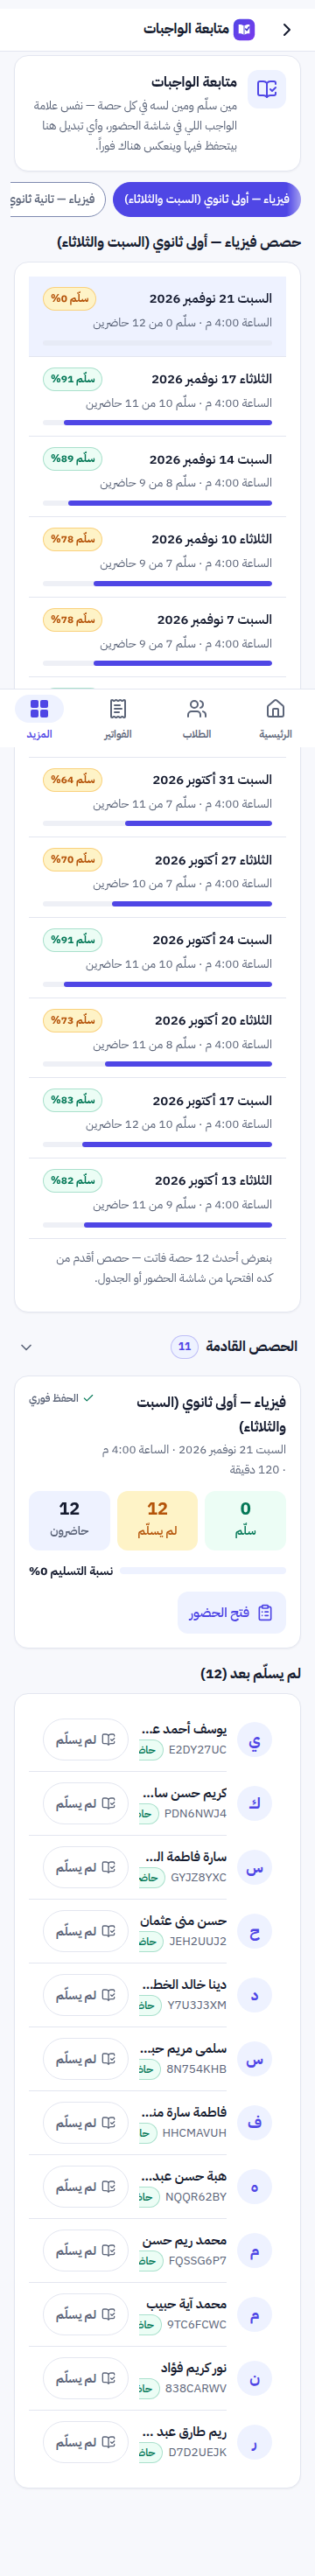 متابعة الواجبات
متابعة الواجبات
مين سلّم ومين لسه في كل حصة — نفس علامة
الواجب اللي في شاشة الحضور، وأي تبديل هنا
بيتحفظ فيها وينعكس هناك فوراً.
فيزياء — أولى ثانوي (السبت والثلاثاء)
فيزياء — تانية ثانوي
حصص فيزياء — أولى ثانوي (السبت والثلاثاء)
السبت 21 نوفمبر 2026
سلّم 0%
الساعة 4:00 م · سلّم 0 من 12 حاضرين
الثلاثاء 17 نوفمبر 2026
سلّم 91%
الساعة 4:00 م · سلّم 10 من 11 حاضرين
السبت 14 نوفمبر 2026
سلّم 89%
الساعة 4:00 م · سلّم 8 من 9 حاضرين
الثلاثاء 10 نوفمبر 2026
سلّم 78%
الساعة 4:00 م · سلّم 7 من 9 حاضرين
السبت 7 نوفمبر 2026
سلّم 78%
الساعة 4:00 م · سلّم 7 من 9 حاضرين
الرئيسية
الطلاب
الفواتير
المزيد
السبت 31 أكتوبر 2026
سلّم 64%
الساعة 4:00 م · سلّم 7 من 11 حاضرين
الثلاثاء 27 أكتوبر 2026
سلّم 70%
الساعة 4:00 م · سلّم 7 من 10 حاضرين
السبت 24 أكتوبر 2026
سلّم 91%
الساعة 4:00 م · سلّم 10 من 11 حاضرين
الثلاثاء 20 أكتوبر 2026
سلّم 73%
الساعة 4:00 م · سلّم 8 من 11 حاضرين
السبت 17 أكتوبر 2026
سلّم 83%
الساعة 4:00 م · سلّم 10 من 12 حاضرين
الثلاثاء 13 أكتوبر 2026
سلّم 82%
الساعة 4:00 م · سلّم 9 من 11 حاضرين
بنعرض أحدث 12 حصة فاتت — حصص أقدم من
كده افتحها من شاشة الحضور أو الجدول.
الحصص القادمة 11
فيزياء — أولى ثانوي (السبت
والثلاثاء)
الحفظ فوري
السبت 21 نوفمبر 2026 · الساعة 4:00 م
· 120 دقيقة
0
سلّم
12
لم يسلّم
12
حاضرون
نسبة التسليم 0%
فتح الحضور
لم يسلّم بعد (12)
ي
يوسف أحمد عـ...
E2DY27UC
لم يسلّم
ك
كريم حسن سا...
PDN6NWJ4
لم يسلّم
س
سارة فاطمة الـ...
GYJZ8YXC
لم يسلّم
ح
حسن منى عثمان
JEH2UUJ2
لم يسلّم
د
دينا خالد الخط...
Y7U3J3XM
لم يسلّم
س
سلمى مريم حبـ...
8N754KHB
لم يسلّم
ف
فاطمة سارة منـ...
HHCMAVUH
لم يسلّم
ه
هبة حسن عبد...
NQQR62BY
لم يسلّم
م
محمد ريم حسن
FQSSG6P7
لم يسلّم
م
محمد آية حبيب
9TC6FCWC
لم يسلّم
ن
نور كريم فؤاد
838CARWV
لم يسلّم
ر
ريم طارق عبد ...
D7D2UEJK
لم يسلّم